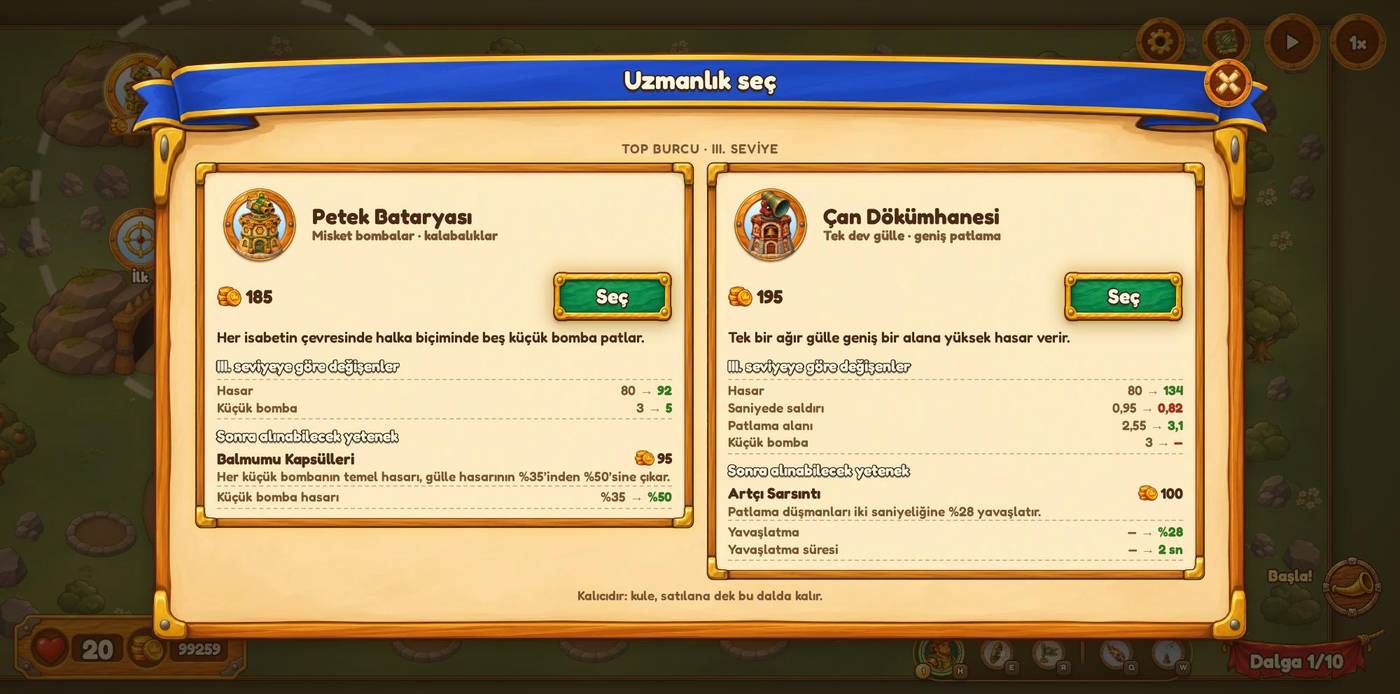 1x
Uzmanlık seç
TOP BURCU · III. SEVİYE
Petek Bataryası
Misket bombalar · kalabalıklar
185
Seç
Her isabetin çevresinde halka biçiminde beş küçük bomba patlar.
III. seviyeye göre değişenler
Hasar 80 → 92
Küçük bomba 3 → 5
Sonra alınabilecek yetenek
Balmumu Kapsülleri 95
Her küçük bombanın temel hasarı, gülle hasarının %35'inden %50'sine çıkar.
Küçük bomba hasarı %35 → %50
Çan Dökümhanesi
Tek dev gülle · geniş patlama
195
Seç
Tek bir ağır gülle geniş bir alana yüksek hasar verir.
III. seviyeye göre değişenler
Hasar 80 → 134
Saniyede saldırı 0,95 → 0,82
Patlama alanı 2,55 → 3,1
Küçük bomba 3 → –
Sonra alınabilecek yetenek
Artçı Sarsıntı 100
Patlama düşmanları iki saniyeliğine %28 yavaşlatır.
Yavaşlatma – → %28
Yavaşlatma süresi – → 2 sn
Kalıcıdır: kule, satılana dek bu dalda kalır.
İlk
Başla!
20
99259
H
E
R
Q
W
Dalga 1/10